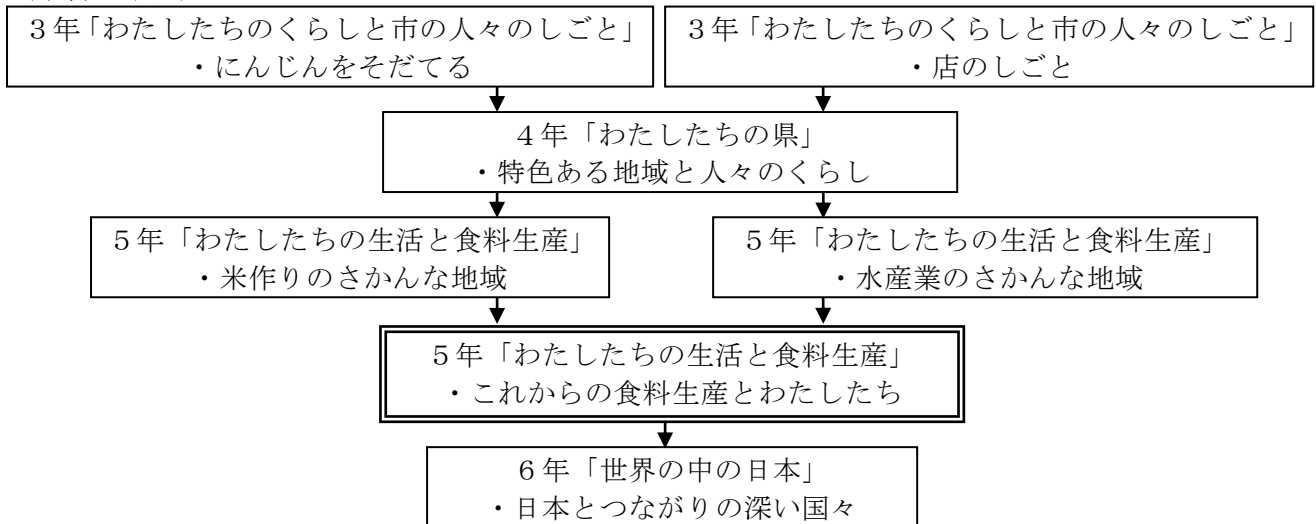 ３年「わたしたちのくらしと市の人々のしごと」
・にんじんをそだてる
３年「わたしたちのくらしと市の人々のしごと」
・店のしごと
４年「わたしたちの県」
・特色ある地域と人々のくらし
５年「わたしたちの生活と食料生産」
・米作りのさかんな地域
５年「わたしたちの生活と食料生産」
・水産業のさかんな地域
５年「わたしたちの生活と食料生産」
・これからの食料生産とわたしたち
６年「世界の中の日本」
・日本とつながりの深い国々